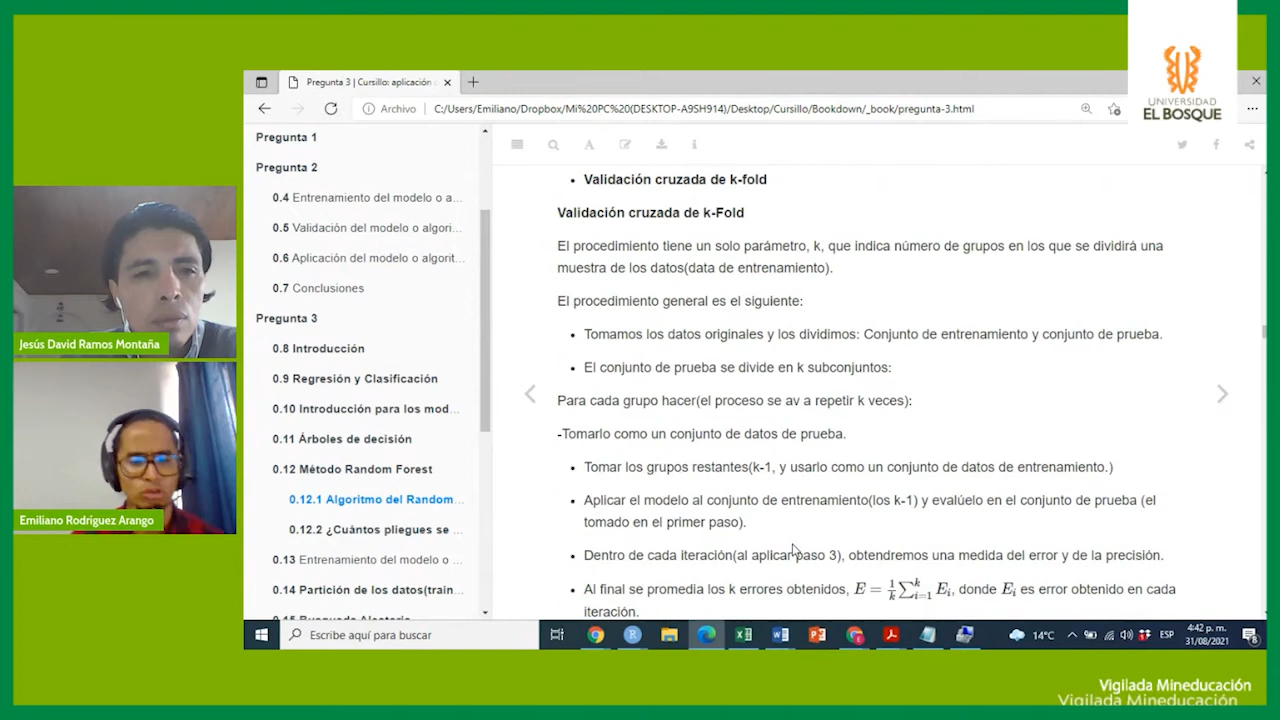 UNIVERSIDAD
EL BOSQUE
Pregunta 3 | Cursillo: aplicación
Archivo
C:/Users/Emiliano/Dropbox/Mi%20PC%20(DESKTOP-A95H914)/Desktop/Cursillo/Bookdown/_book/pregunta-3.html
Pregunta 1
Pregunta 2
0.4 Entrenamiento del modelo o a...
0.5 Validación del modelo o algori...
0.6 Aplicación del modelo o algorit...
0.7 Conclusiones
Pregunta 3
0.8 Introducción
0.9 Regresión y Clasificación
0.10 Introducción para los mod...
0.11 Árboles de decisión
0.12 Método Random Forest
0.12.1 Algoritmo del Random...
0.12.2 ¿Cuántos pliegues se ...
0.13 Entrenamiento del modelo o ...
0.14 Partición de los datos(train...
0.15 Busqueda Aleatoria
• Validación cruzada de k-fold
Validación cruzada de k-Fold
El procedimiento tiene un solo parámetro, k, que indica número de grupos en los que se dividirá una
muestra de los datos(data de entrenamiento).
El procedimiento general es el siguiente:
• Tomamos los datos originales y los dividimos: Conjunto de entrenamiento y conjunto de prueba.
• El conjunto de prueba se divide en k subconjuntos:
Para cada grupo hacer(el proceso se av a repetir k veces):
-Tomarlo como un conjunto de datos de prueba.
• Tomar los grupos restantes(k-1, y usarlo como un conjunto de datos de entrenamiento.)
• Aplicar el modelo al conjunto de entrenamiento(los k-1) y evalúelo en el conjunto de prueba (el
tomado en el primer paso).
• Dentro de cada iteración(al aplicar paso 3), obtendremos una medida del error y de la precisión.
• Al final se promedia los k errores obtenidos, E = 1/k ∑_{i=1}^{k} E_i, donde E_i es error obtenido en cada
iteración.
Jesús David Ramos Montaña
Emiliano Rodríguez Arango
Escribe aquí para buscar
14°C
ESP
4:42 p. m.
31/08/2021
8
Vigilada Mineducación
Vigilada Mineducación